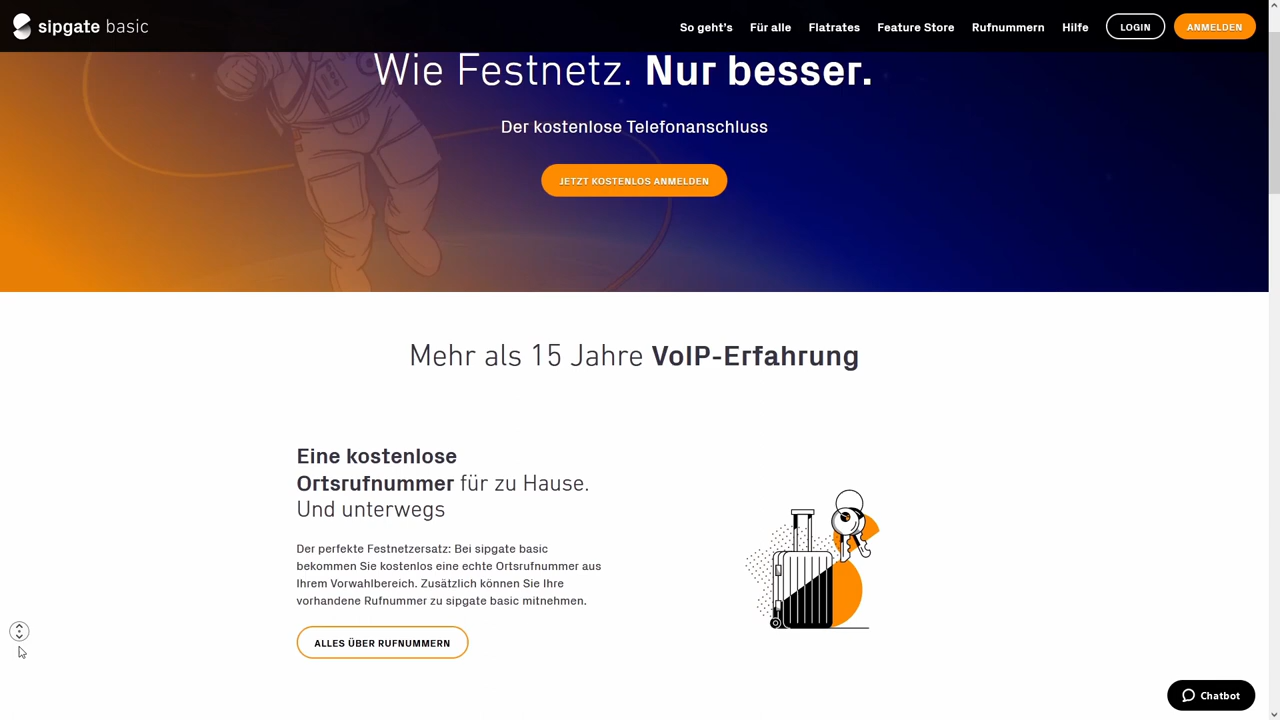 sipgate basic
So geht's Für alle Flatrates Feature Store Rufnummern Hilfe LOGIN ANMELDEN
Wie Festnetz. Nur besser.
Der kostenlose Telefonanschluss
JETZT KOSTENLOS ANMELDEN
Mehr als 15 Jahre VoIP-Erfahrung
Eine kostenlose
Ortsrufnummer für zu Hause.
Und unterwegs
Der perfekte Festnetzersatz: Bei sipgate basic
bekommen Sie kostenlos eine echte Ortsrufnummer aus
Ihrem Vorwahlbereich. Zusätzlich können Sie Ihre
vorhandene Rufnummer zu sipgate basic mitnehmen.
ALLES ÜBER RUFNUMMERN
Chatbot